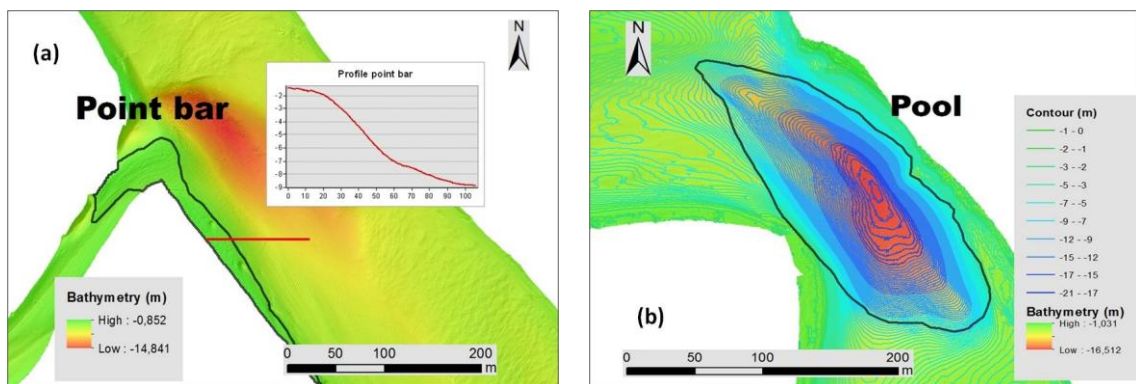 (a)
N
Point bar
Profile point bar
-2
-3
-4
-5
-6
-7
-8
-9
0 10 20 30 40 50 60 70 80 90 100
Bathymetry (m)
High : -0,852
Low : -14,841
0 50 100 200
m
N
Pool
Contour (m)
-1 - 0
-2 - -1
-3 - -2
-5 - -3
-7 - -5
-9 - -7
-12 - -9
-15 - -12
-17 - -15
-21 - -17
Bathymetry (m)
High : -1,031
Low : -16,512
(b)
0 50 100 200
m